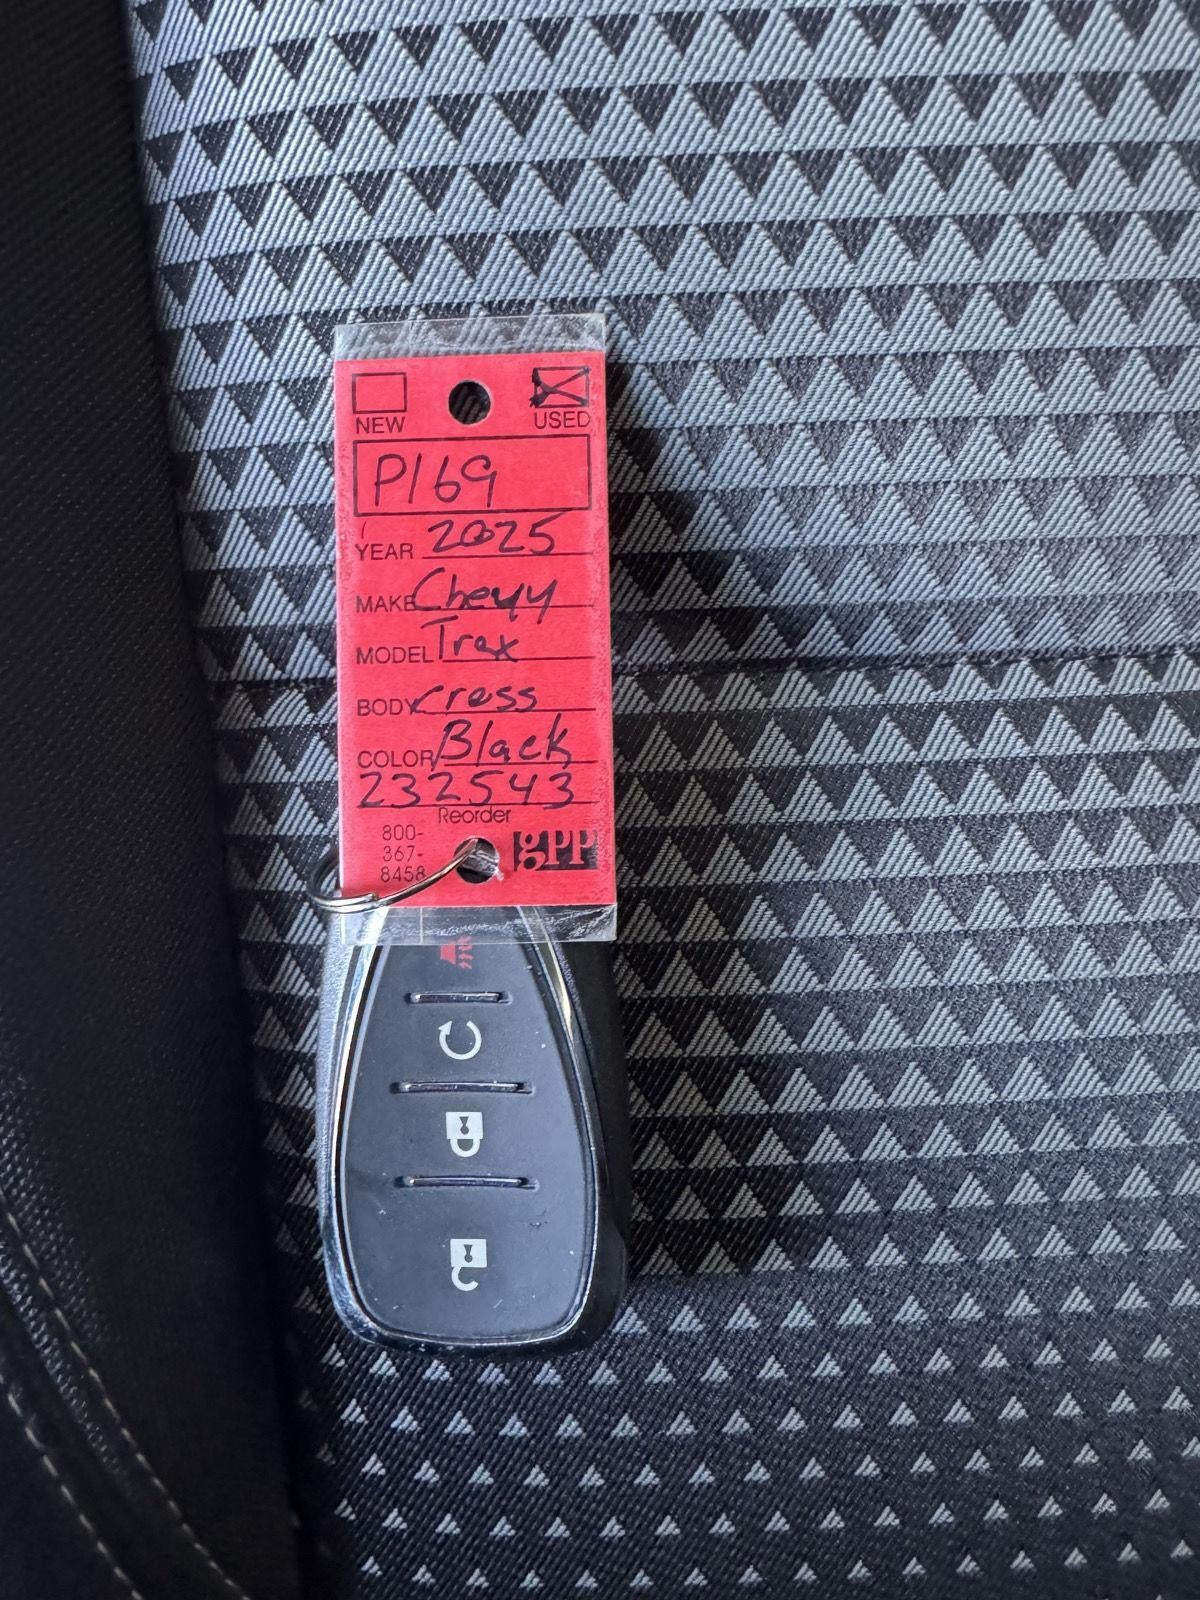 NEW USED
P169
YEAR 2025
MAKE Chevy
MODEL Trax
BODY Cross
COLOR Black
232543
Reorder
800-
367-
8458
gpp